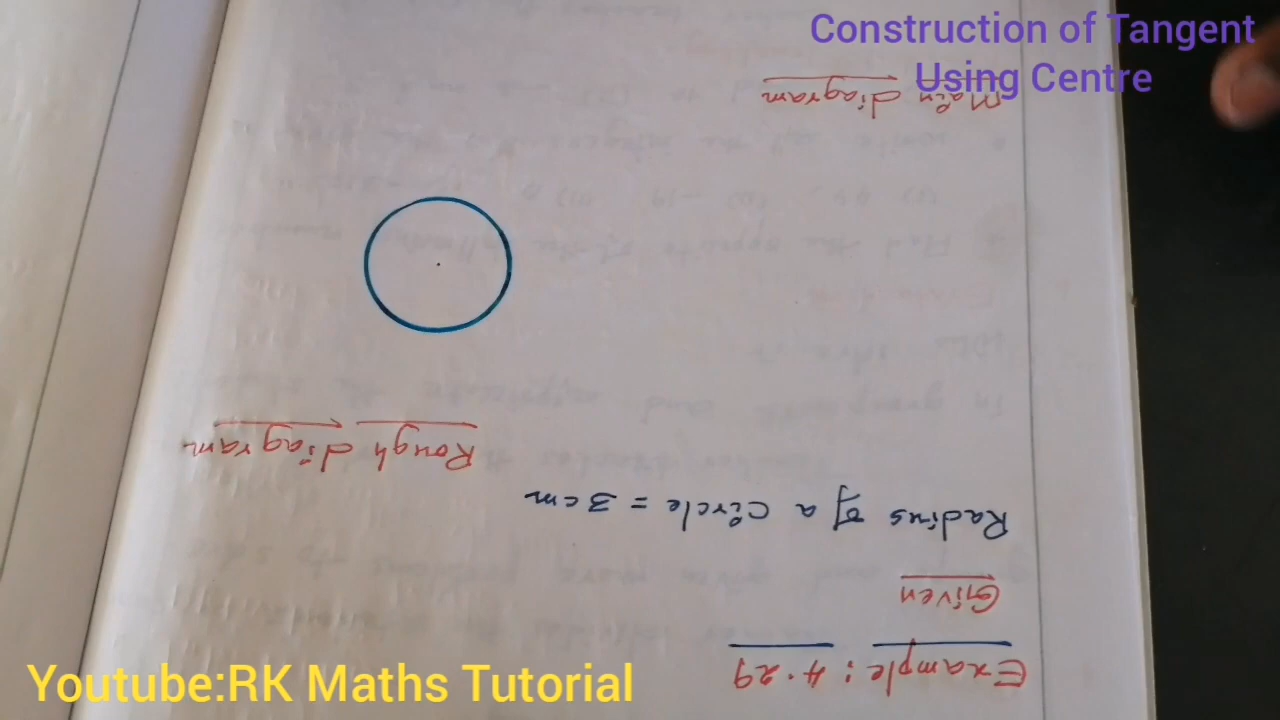 Construction of Tangent
Using Centre
Example: 4.29
Given
Radius of a Circle = 3cm
Rough diagram
Main diagram
Youtube:RK Maths Tutorial